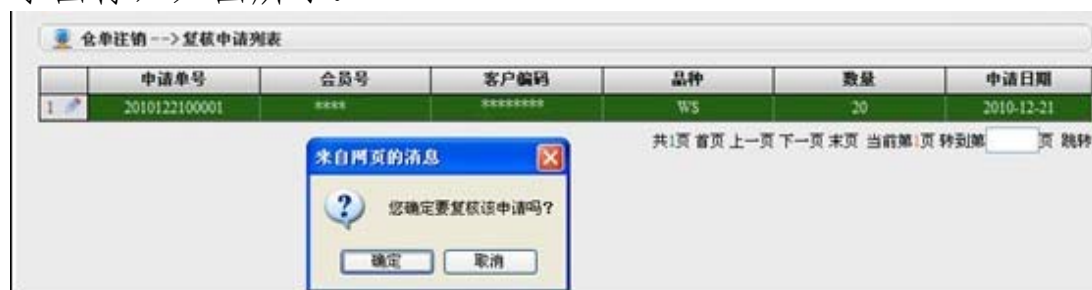 仓单注销-->复核申请列表
申请单号 会员号 客户编码 品种 数量 申请日期
1 2010122100001 **** ******** WS 20 2010-12-21
共1页 首页 上一页 下一页 末页 当前第1页 转到第 页 跳转
来自网页的消息
您确定要复核该申请吗?
确定 取消